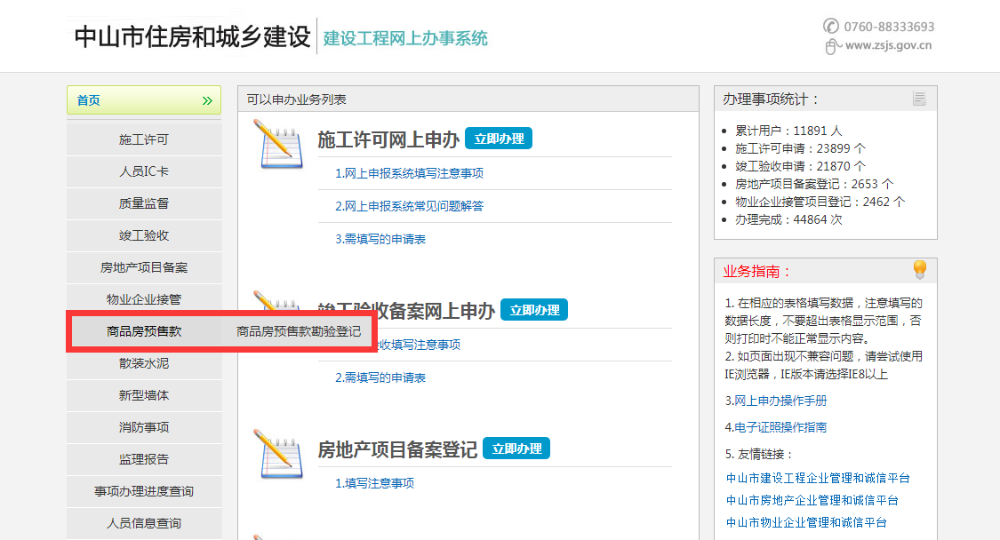 中山市住房和城乡建设
建设工程网上办事系统
0760-88333693
www.zsjs.gov.cn
首页
施工许可
人员IC卡
质量监督
竣工验收
房地产项目备案
物业企业接管
商品房预售款
商品房预售款勘验登记
散装水泥
新型墙体
消防事项
监理报告
事项办理进度查询
人员信息查询
可以申办业务列表
施工许可网上申办 立即办理
1.网上申报系统填写注意事项
2.网上申报系统常见问题解答
3.需填写的申请表
竣工验收备案网上申办 立即办理
收填写注意事项
2.需填写的申请表
房地产项目备案登记 立即办理
1.填写注意事项
办理事项统计：
累计用户：11891 人
施工许可申请：23899 个
竣工验收申请：21870 个
房地产项目备案登记：2653 个
物业企业接管项目登记：2462 个
办理完成：44864 次
业务指南：
1. 在相应的表格填写数据，注意填写的
数据长度，不要超出表格显示范围，否
则打印时不能正常显示内容。
2. 如页面出现不兼容问题，请尝试使用
IE浏览器，IE版本请选择IE8以上
3.网上申办操作手册
4.电子证照操作指南
5. 友情链接：
中山市建设工程企业管理和诚信平台
中山市房地产企业管理和诚信平台
中山市物业企业管理和诚信平台